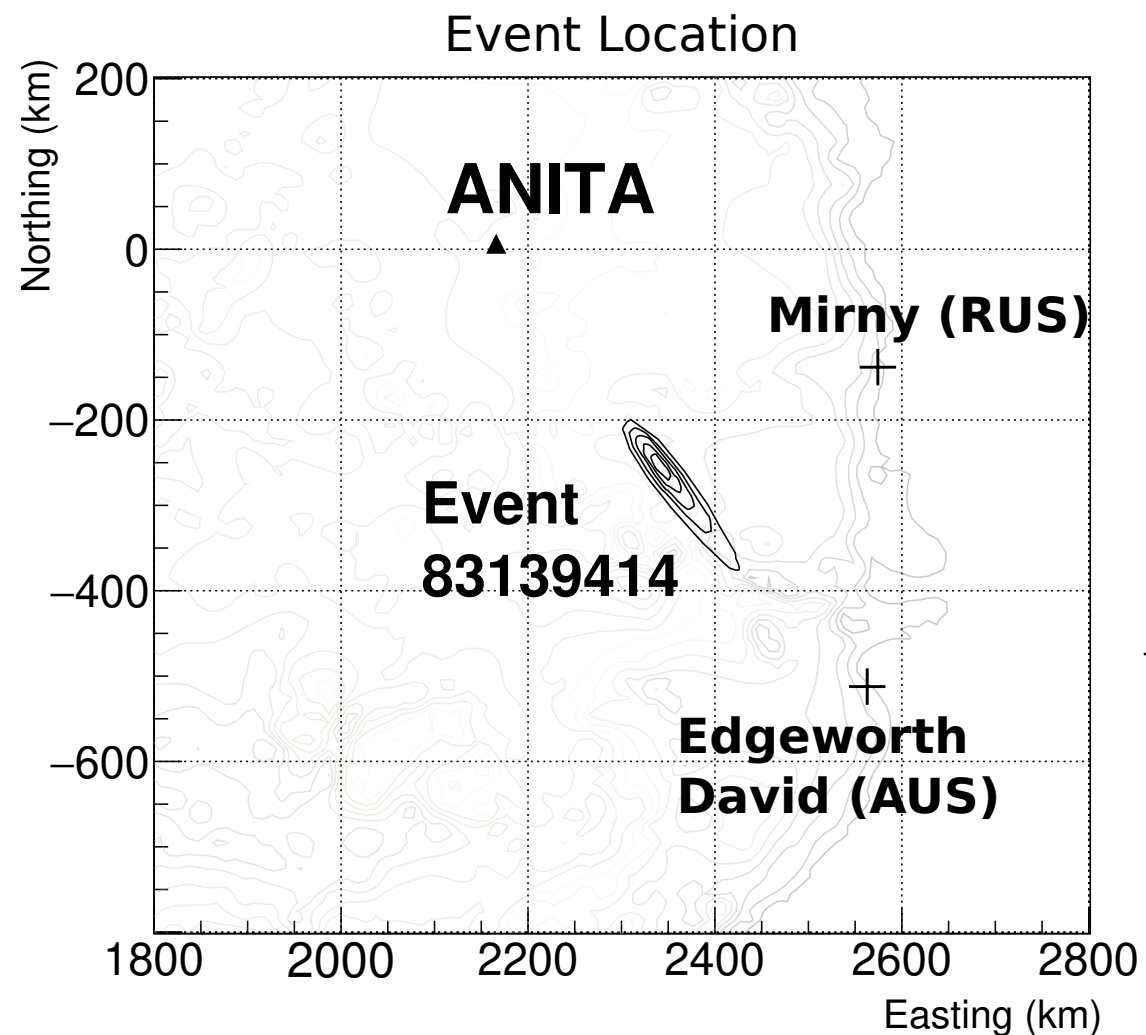 Event Location
Northing (km)
200
0
−200
−400
−600
ANITA
Mirny (RUS)
Event
83139414
Edgeworth
David (AUS)
1800 2000 2200 2400 2600 2800
Easting (km)